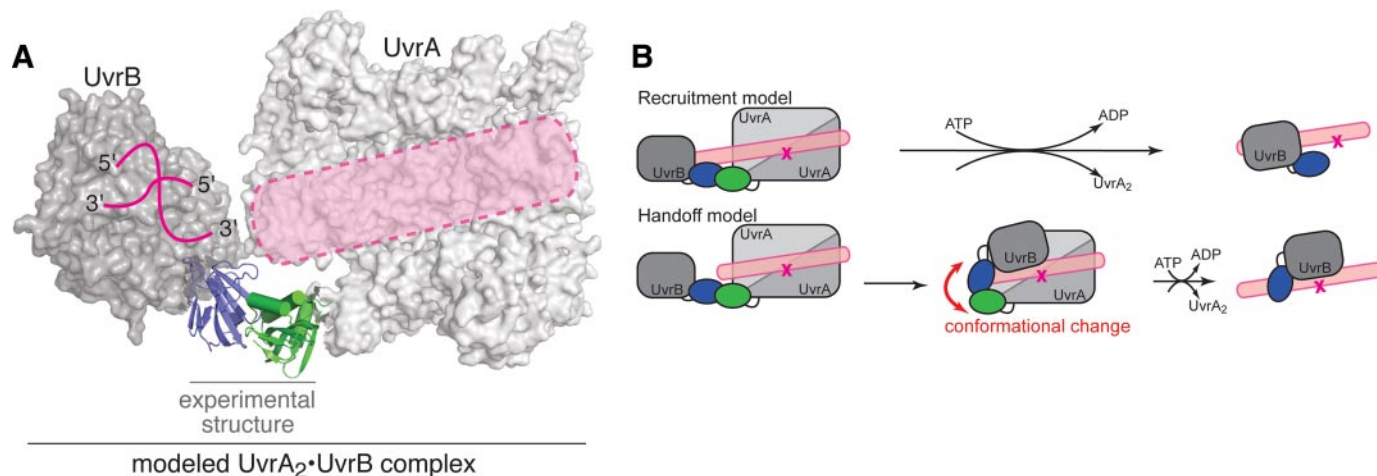 A
UvrB
UvrA
5'
5'
3'
3'
experimental
structure
modeled UvrA₂•UvrB complex
B
Recruitment model
UvrA
UvrB
UvrA
X
ATP
ADP
UvrA₂
UvrB
X
Handoff model
UvrA
UvrB
UvrA
X
UvrB
X
UvrA
conformational change
ATP
ADP
UvrA₂
UvrB
X